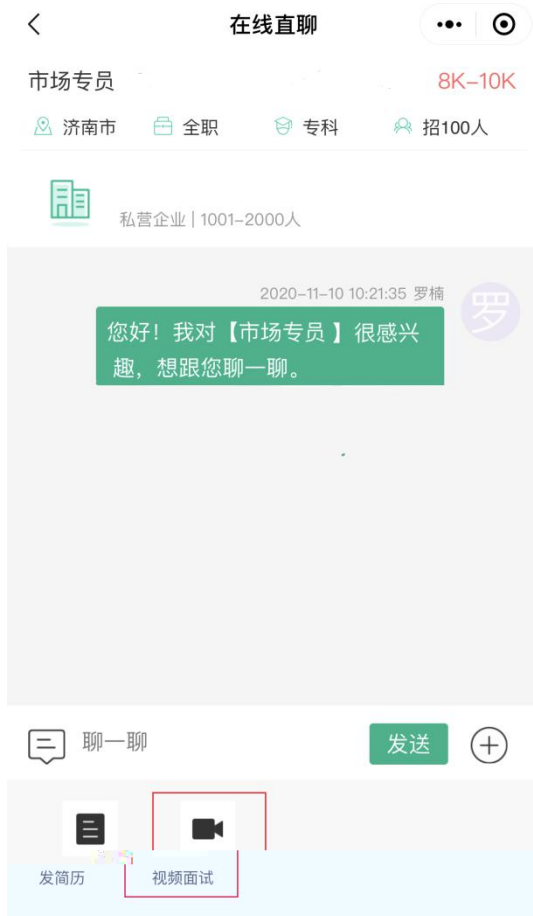 在线直聊
市场专员 8K-10K
济南市 全职 专科 招100人
私营企业 | 1001-2000人
2020-11-10 10:21:35 罗楠
罗
您好！我对【市场专员 】很感兴
趣，想跟您聊一聊。
聊一聊 发送
发简历 视频面试